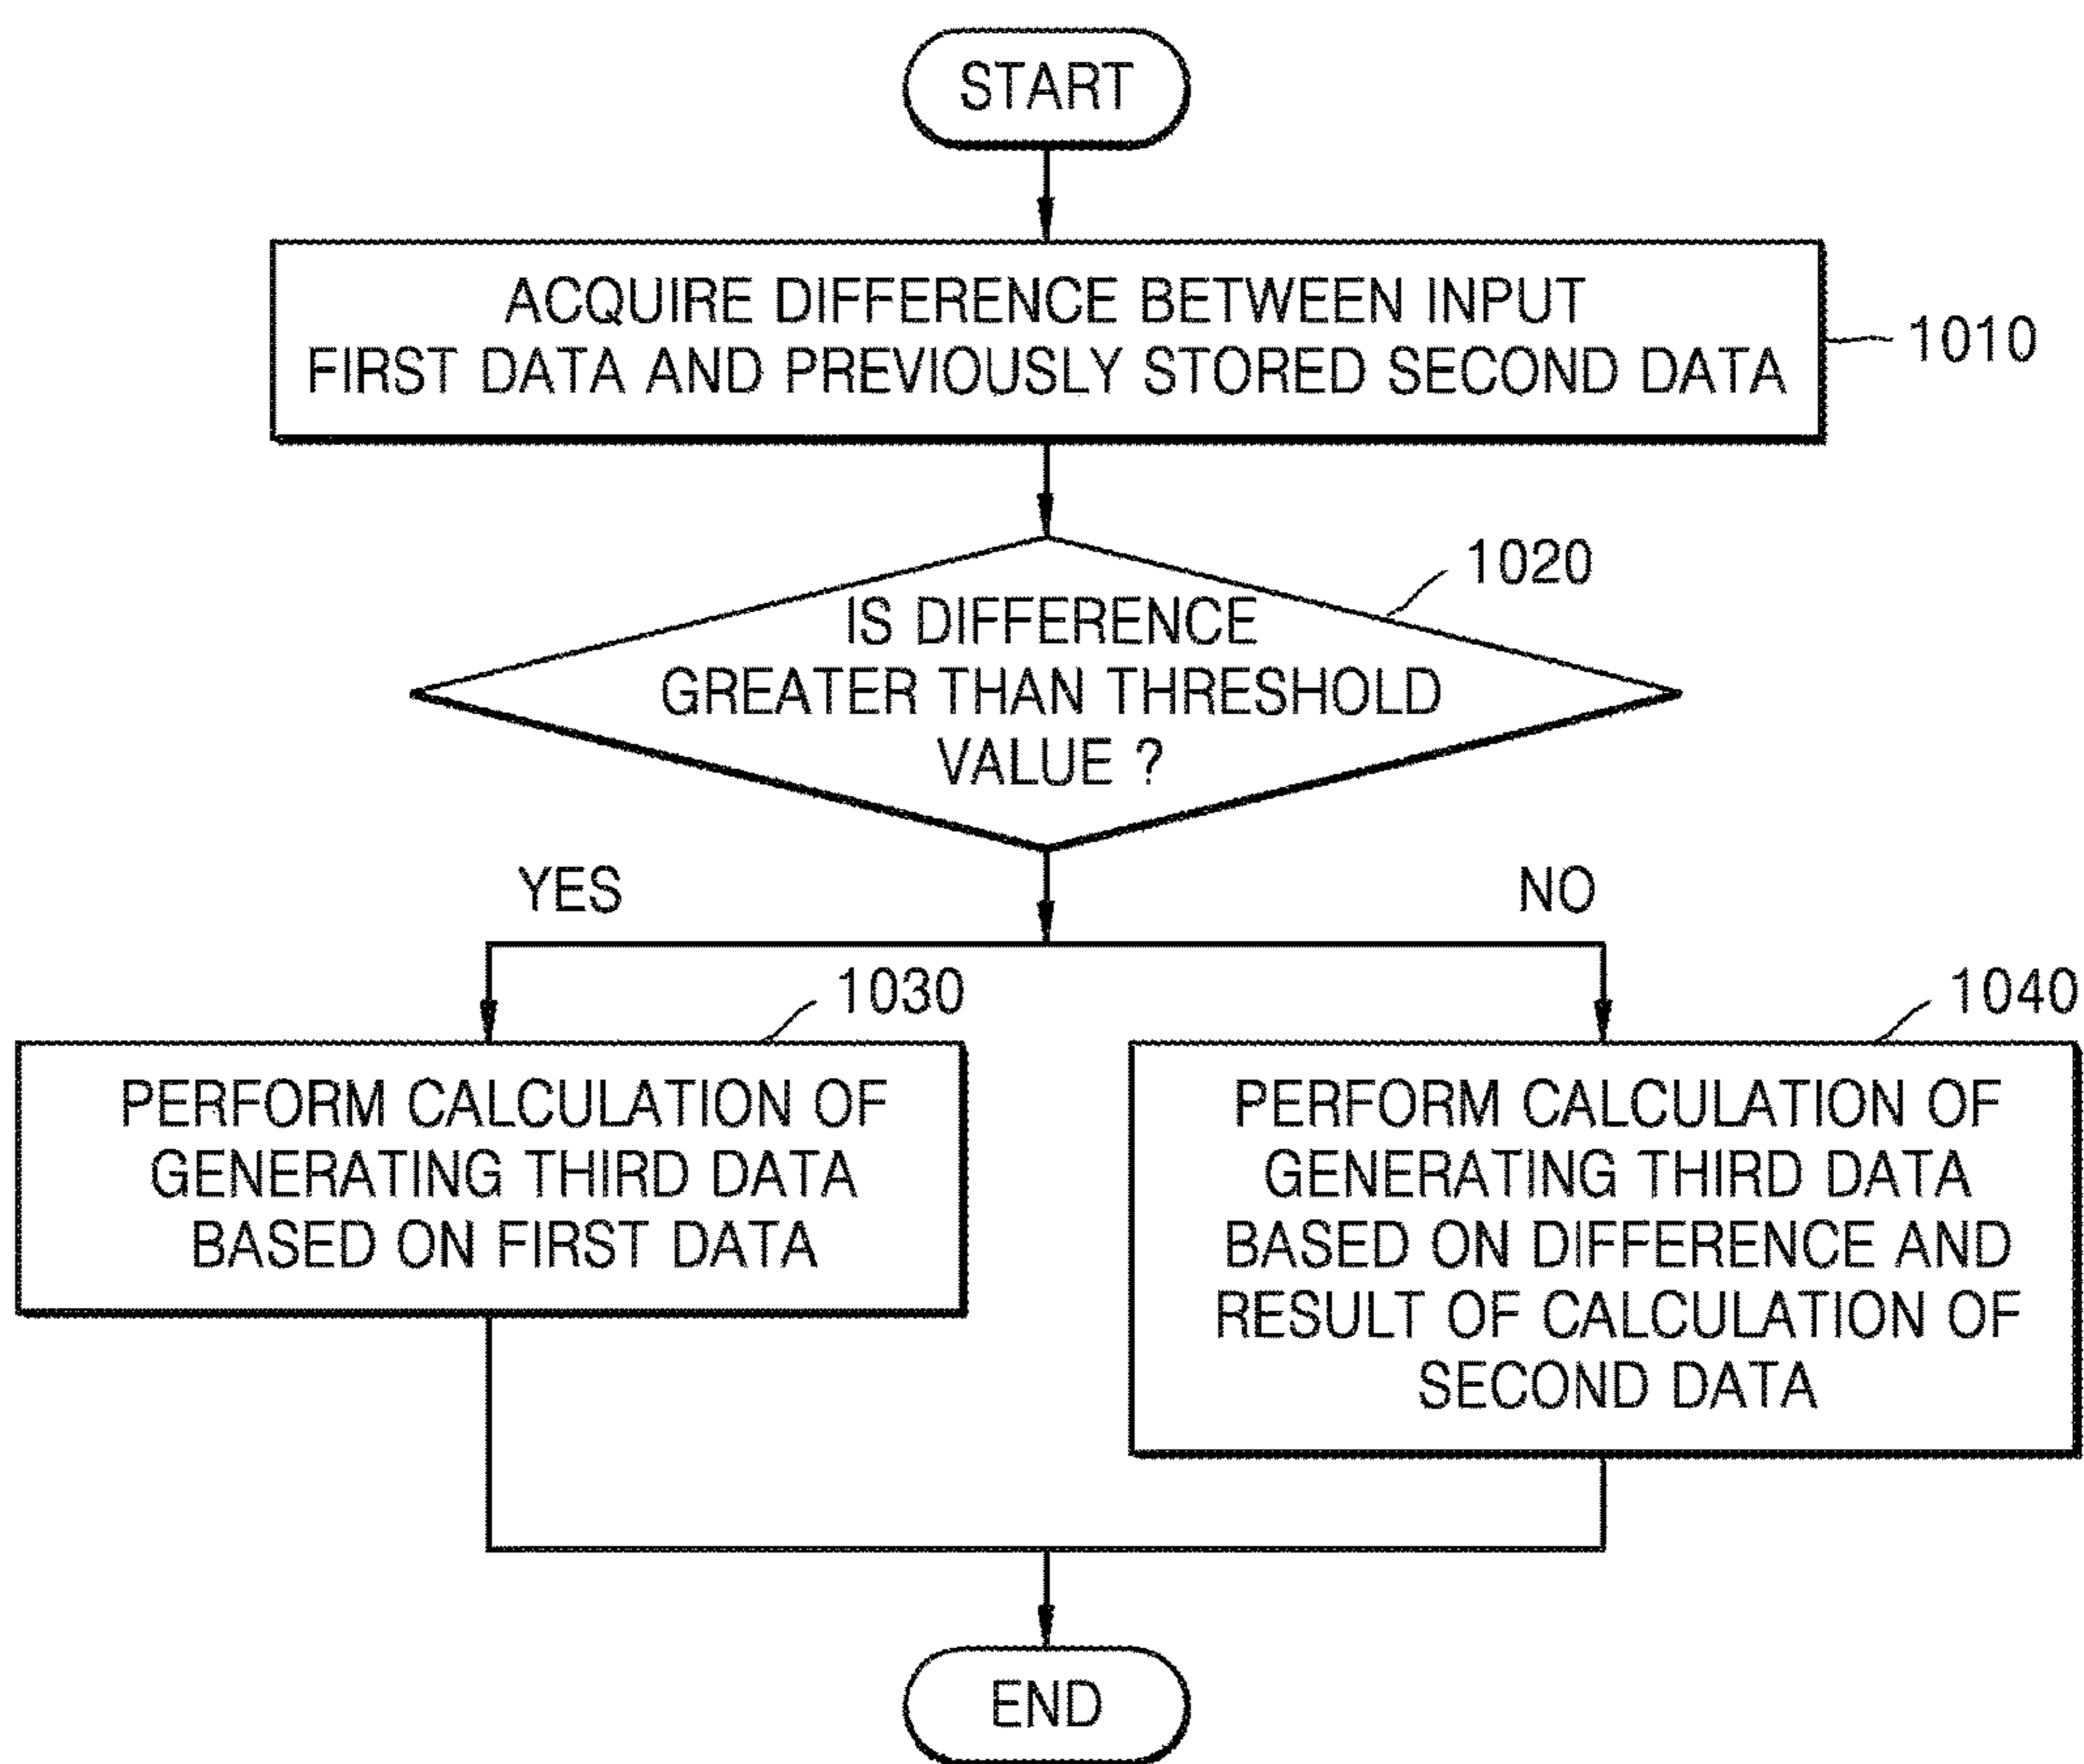 START
ACQUIRE DIFFERENCE BETWEEN INPUT
FIRST DATA AND PREVIOUSLY STORED SECOND DATA
1010
1020
IS DIFFERENCE
GREATER THAN THRESHOLD
VALUE ?
YES
NO
1030
PERFORM CALCULATION OF
GENERATING THIRD DATA
BASED ON FIRST DATA
1040
PERFORM CALCULATION OF
GENERATING THIRD DATA
BASED ON DIFFERENCE AND
RESULT OF CALCULATION OF
SECOND DATA
END